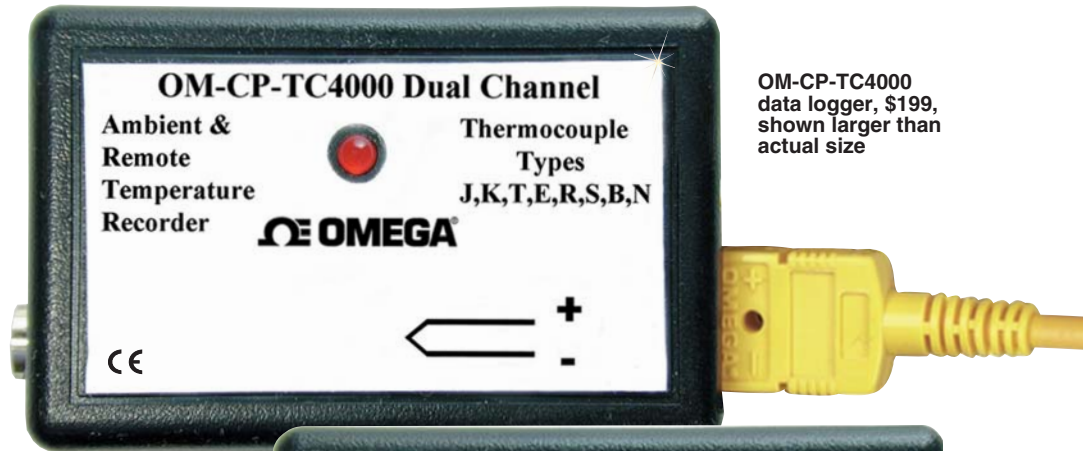 OM-CP-TC4000 Dual Channel
Ambient &
Remote
Temperature
Recorder
Thermocouple
Types
J,K,T,E,R,S,B,N
OMEGA®
+
-
CE
OM-CP-TC4000
data logger, $199,
shown larger than
actual size
+
OMEGA
-